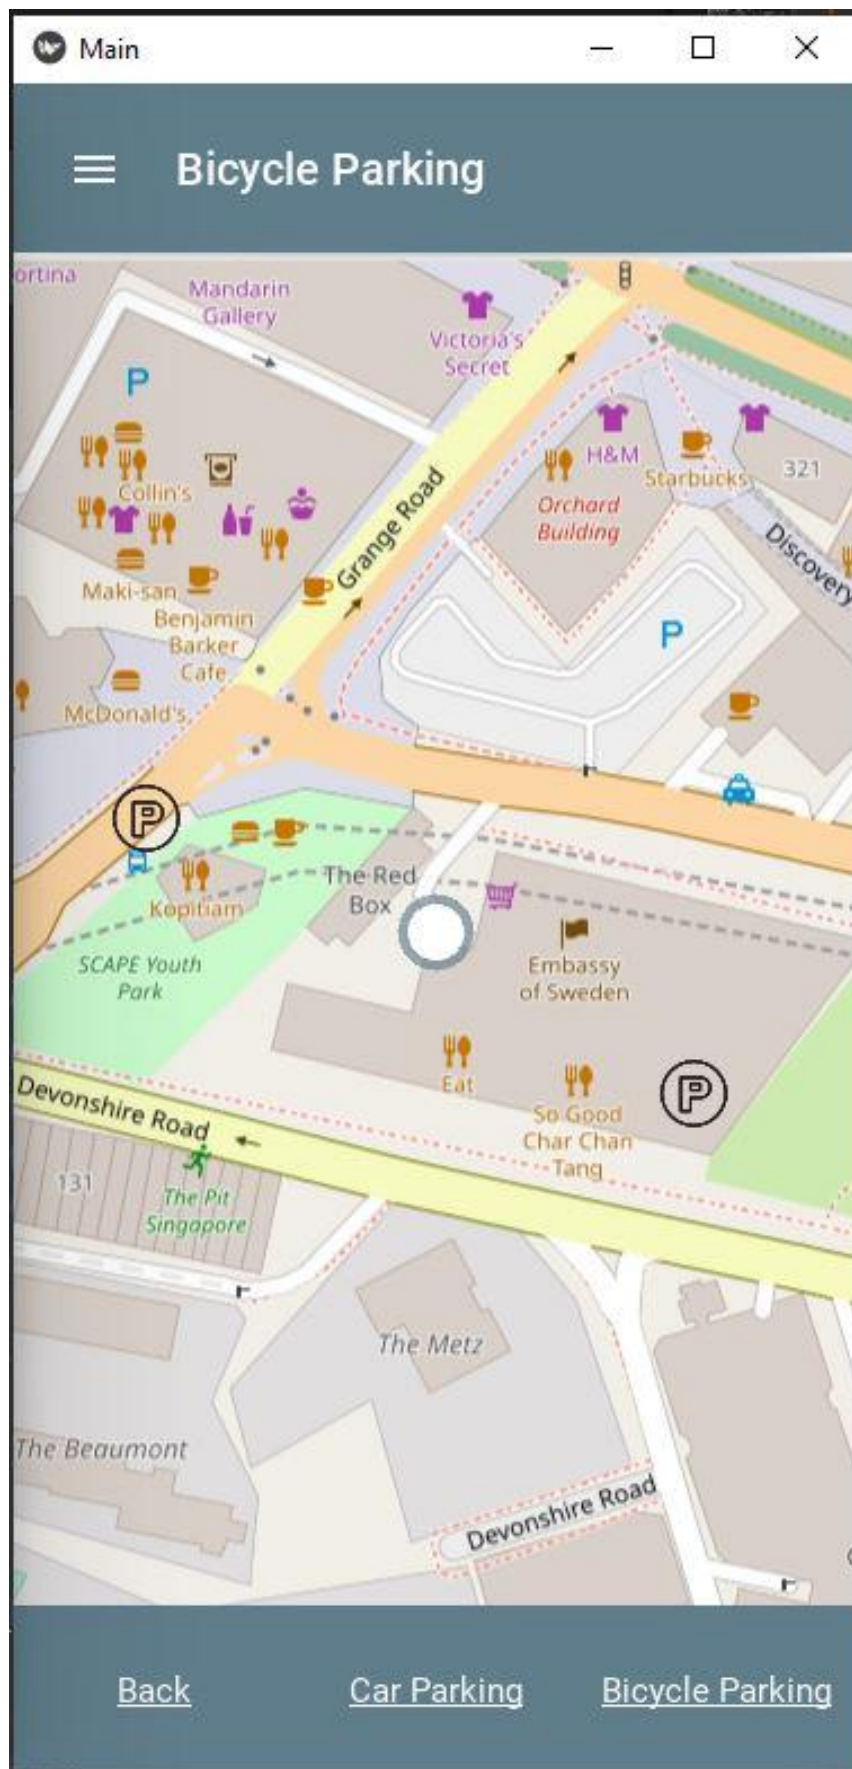 Main
Bicycle Parking
ortina
Mandarin
Gallery
Victoria's
Secret
P
H&M
Starbucks
321
Collin's
Orchard
Building
Grange Road
Discovery
Maki-san
Benjamin
Barker
Cafe
P
McDonald's
P
The Red
Box
Kopitiam
SCAPE Youth
Park
Embassy
of Sweden
Eat
So Good
Char Chan
Tang
P
Devonshire Road
131
The Pit
Singapore
The Metz
The Beaumont
Devonshire Road
Back
Car Parking
Bicycle Parking